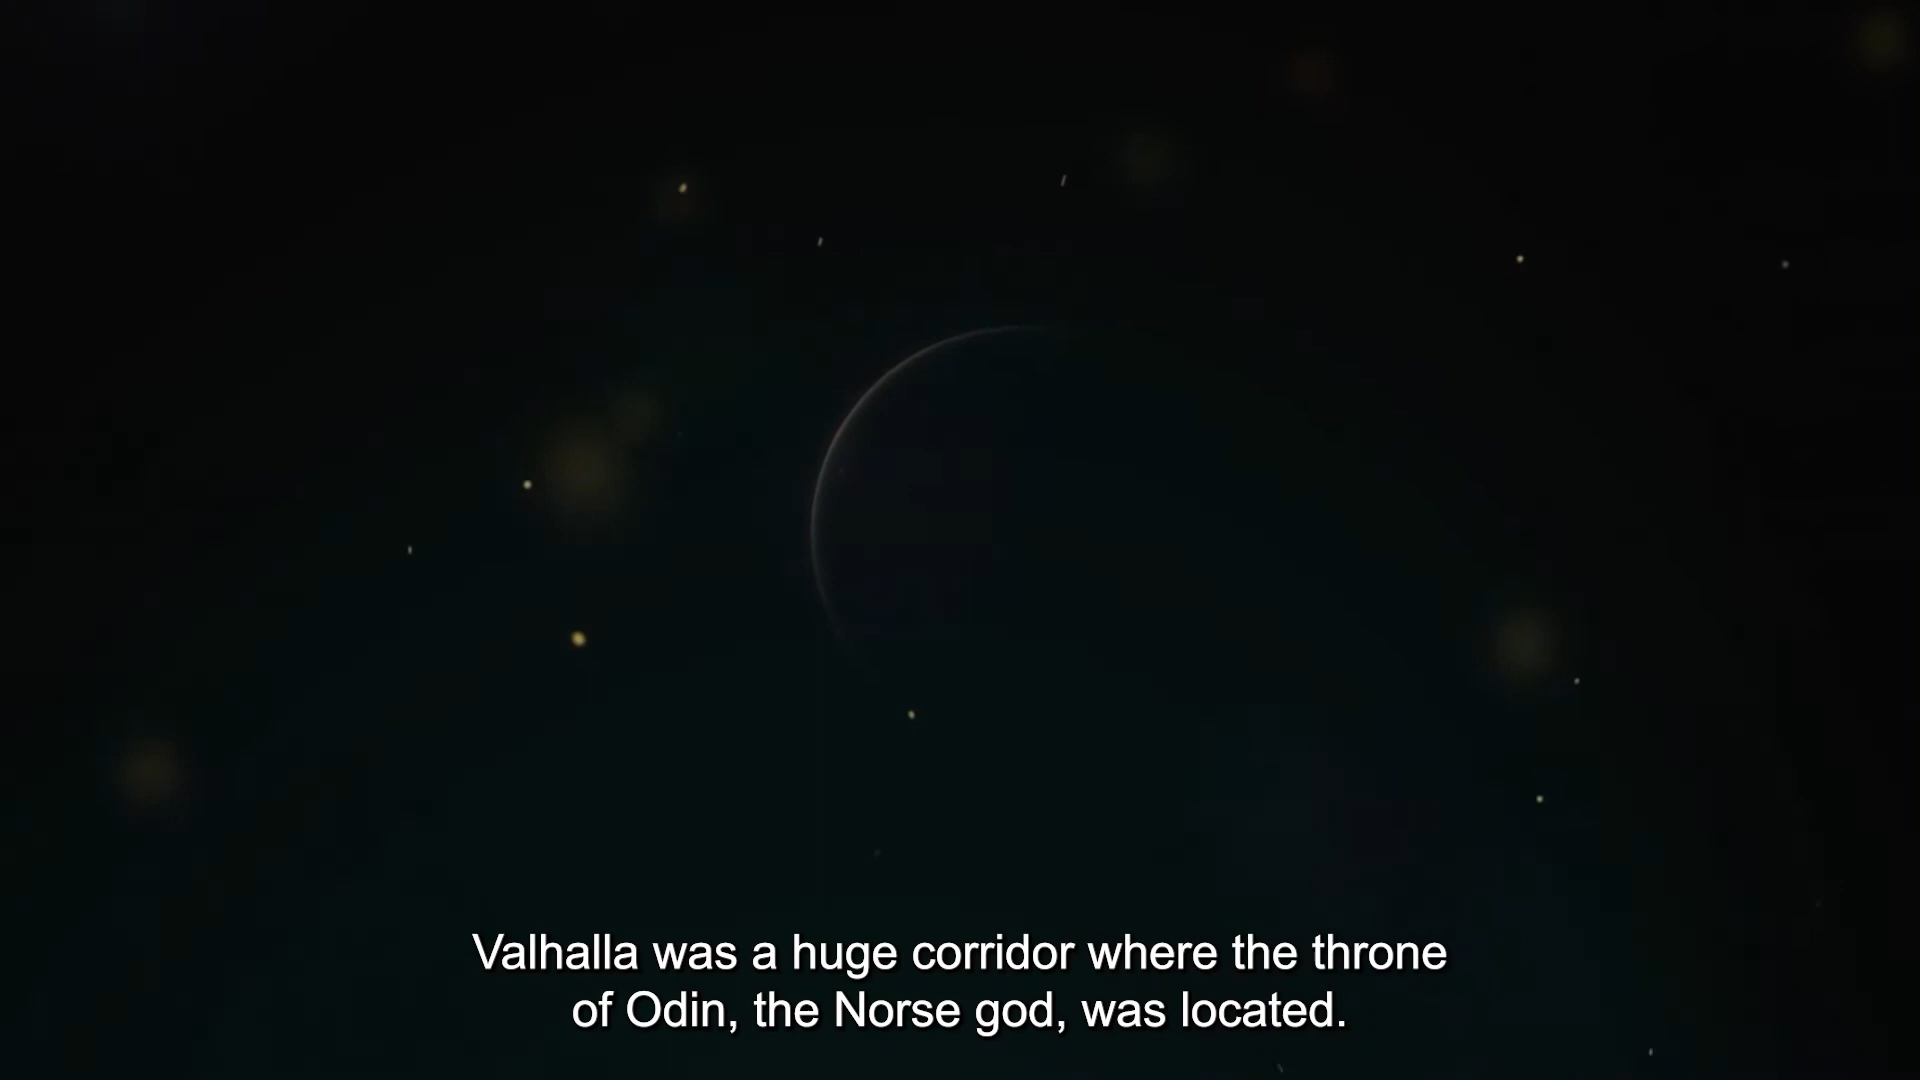 Valhalla was a huge corridor where the throne
of Odin, the Norse god, was located.